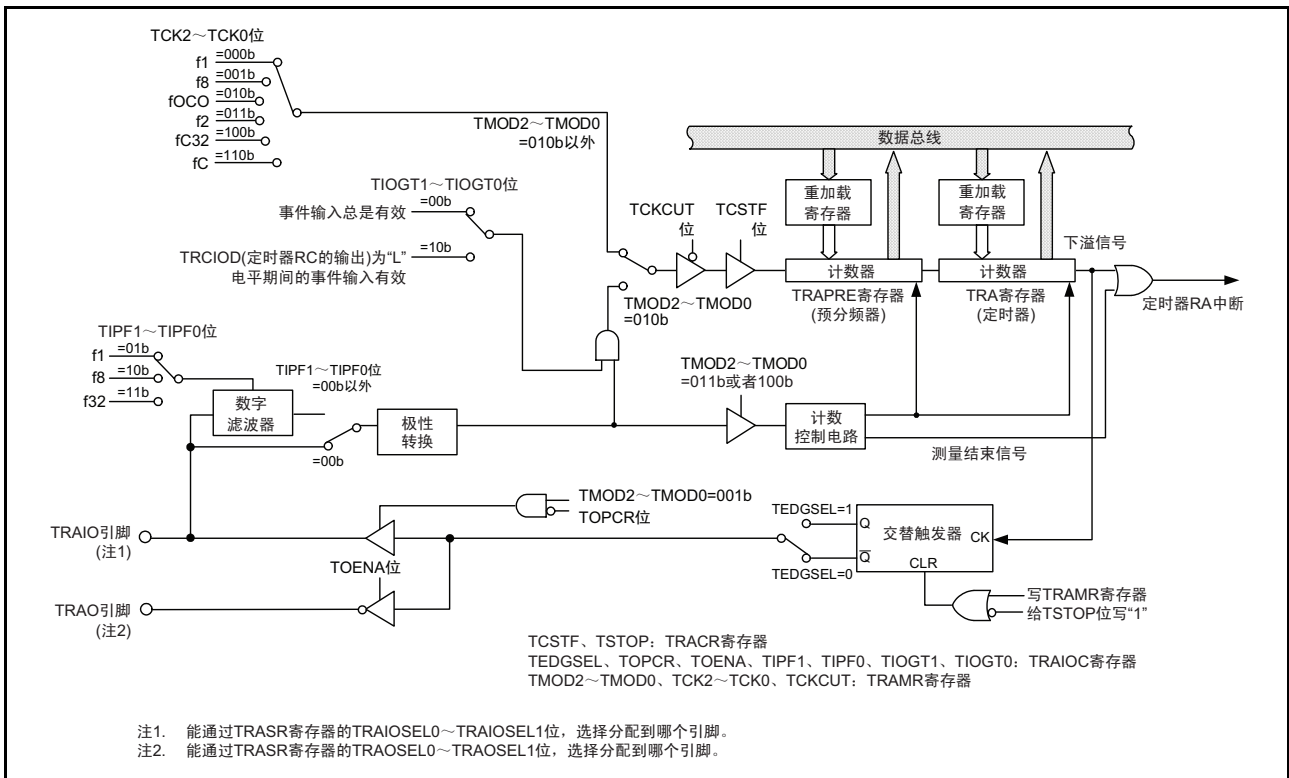 TCK2～TCK0位
f1 =000b
f8 =001b
fOCO =010b
f2 =011b
fC32 =100b
fC =110b
TMOD2～TMOD0
=010b以外
数据总线
重加载
寄存器
重加载
寄存器
TIOGT1～TIOGT0位
=00b
事件输入总是有效
TRCIOD(定时器RC的输出)为“L”
电平期间的事件输入有效
=10b
TCKCUT
位
TCSTF
位
下溢信号
计数器
TRAPRE寄存器
(预分频器)
计数器
TRA寄存器
(定时器)
定时器RA中断
TMOD2～TMOD0
=010b
TIPF1～TIPF0位
f1 =01b
f8 =10b
f32 =11b
数字
滤波器
TIPF1～TIPF0位
=00b以外
=00b
极性
转换
TMOD2～TMOD0
=011b或者100b
计数
控制电路
测量结束信号
TMOD2～TMOD0=001b
TOPCR位
TRAIO引脚
(注1)
TOENA位
TRAO引脚
(注2)
TEDGSEL=1
TEDGSEL=0
Q
交替触发器
CK
Q
CLR
写TRAMR寄存器
给TSTOP位写“1”
TCSTF、TSTOP：TRACR寄存器
TEDGSEL、TOPCR、TOENA、TIPF1、TIPF0、TIOGT1、TIOGT0：TRAIOC寄存器
TMOD2～TMOD0、TCK2～TCK0、TCKCUT：TRAMR寄存器
注1. 能通过TRASR寄存器的TRAIOSEL0～TRAIOSEL1位，选择分配到哪个引脚。
注2. 能通过TRASR寄存器的TRAOSEL0～TRAOSEL1位，选择分配到哪个引脚。